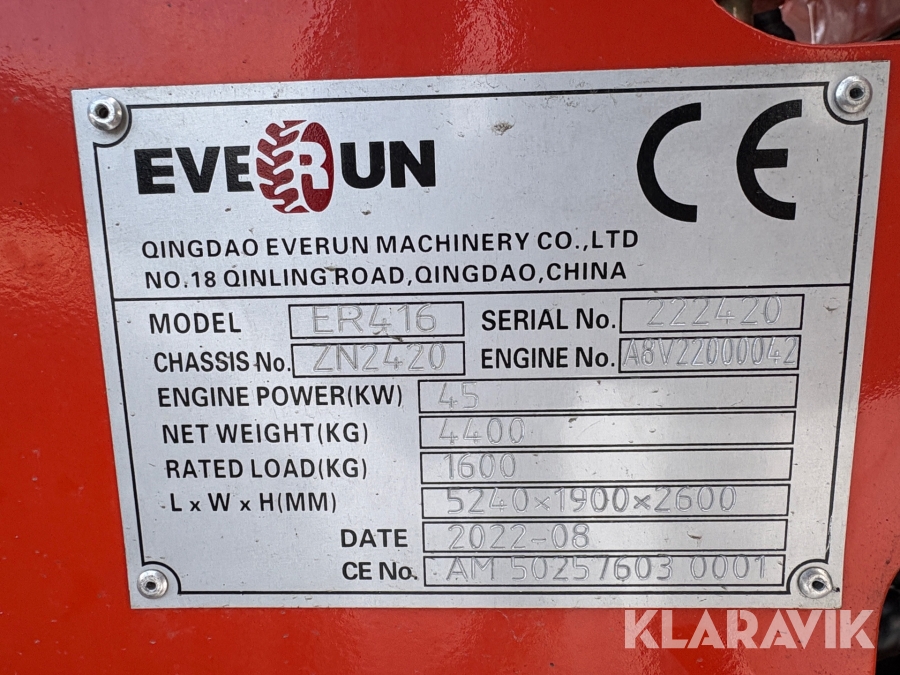 EVERUN
CE
QINGDAO EVERUN MACHINERY CO.,LTD
NO.18 QINLING ROAD,QINGDAO,CHINA
MODEL ER416 SERIAL No. 222420
CHASSIS No. ZN2420 ENGINE No. A8V22000042
ENGINE POWER(KW) 45
NET WEIGHT(KG) 4400
RATED LOAD(KG) 1600
L x W x H(MM) 5240×1900×2600
DATE 2022-08
CE No. AM 50257603 0001
KLARAVIK